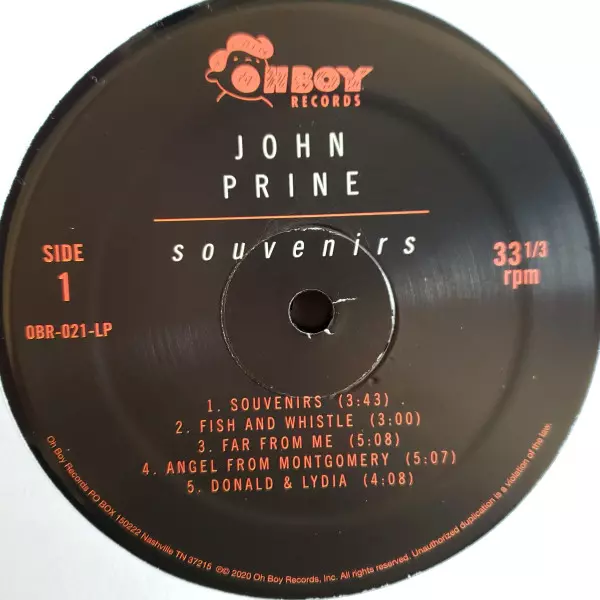 OH BOY
RECORDS
JOHN
PRINE
SIDE
1
souvenirs
33 1/3
rpm
OBR-021-LP
1. SOUVENIRS (3:43)
2. FISH AND WHISTLE (3:00)
3. FAR FROM ME (5:08)
4. ANGEL FROM MONTGOMERY (5:07)
5. DONALD & LYDIA (4:08)
Oh Boy Records PO BOX 150222 Nashville TN 37215 ℗© 2020 Oh Boy Records, Inc. All rights reserved. Unauthorized duplication is a violation of the law.